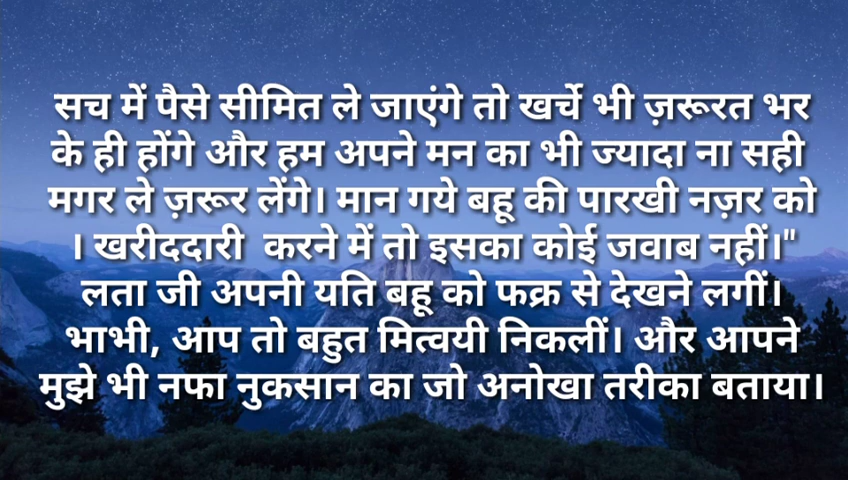 सच में पैसे सीमित ले जाएंगे तो खर्चे भी ज़रूरत भर
के ही होंगे और हम अपने मन का भी ज्यादा ना सही
मगर ले ज़रूर लेंगे। मान गये बहू की पारखी नज़र को
। खरीददारी करने में तो इसका कोई जवाब नहीं।"
लता जी अपनी यति बहू को फक्र से देखने लगीं।
भाभी, आप तो बहुत मित्वयी निकलीं। और आपने
मुझे भी नफा नुकसान का जो अनोखा तरीका बताया।